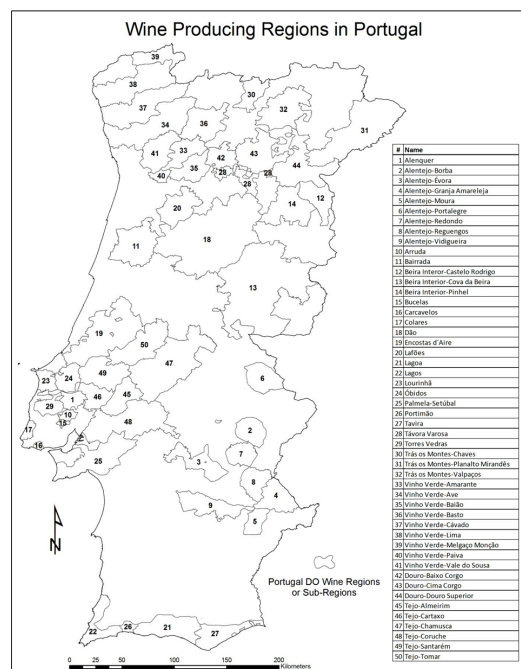 Wine Producing Regions in Portugal
39
38
30
37
32
34
36
31
33
41
42
43
28
28
44
40
35
28
14
12
20
11
18
13
19
50
47
49
23
24
6
1
46
45
29
10
15
48
17
16
2
25
3
7
8
4
9
5
N
Portugal DO Wine Regions
or Sub-Regions
22
26
21
27
0 50 100 150 200
Kilometers
# Name
1 Alenquer
2 Alentejo-Borba
3 Alentejo-Évora
4 Alentejo-Granja Amareleja
5 Alentejo-Moura
6 Alentejo-Portalegre
7 Alentejo-Redondo
8 Alentejo-Reguengos
9 Alentejo-Vidigueira
10 Arruda
11 Bairrada
12 Beira Interor-Castelo Rodrigo
13 Beira Interior-Cova da Beira
14 Beira Interior-Pinhel
15 Bucelas
16 Carcavelos
17 Colares
18 Dão
19 Encostas d'Aire
20 Lafões
21 Lagoa
22 Lagos
23 Lourinhã
24 Óbidos
25 Palmela-Setúbal
26 Portimão
27 Tavira
28 Távora Varosa
29 Torres Vedras
30 Trás os Montes-Chaves
31 Trás os Montes-Planalto Mirandês
32 Trás os Montes-Valpaços
33 Vinho Verde-Amarante
34 Vinho Verde-Ave
35 Vinho Verde-Baião
36 Vinho Verde-Basto
37 Vinho Verde-Cávado
38 Vinho Verde-Lima
39 Vinho Verde-Melgaço Monção
40 Vinho Verde-Paiva
41 Vinho Verde-Vale do Sousa
42 Douro-Baixo Corgo
43 Douro-Cima Corgo
44 Douro-Douro Superior
45 Tejo-Almeirim
46 Tejo-Cartaxo
47 Tejo-Chamusca
48 Tejo-Coruche
49 Tejo-Santarém
50 Tejo-Tomar